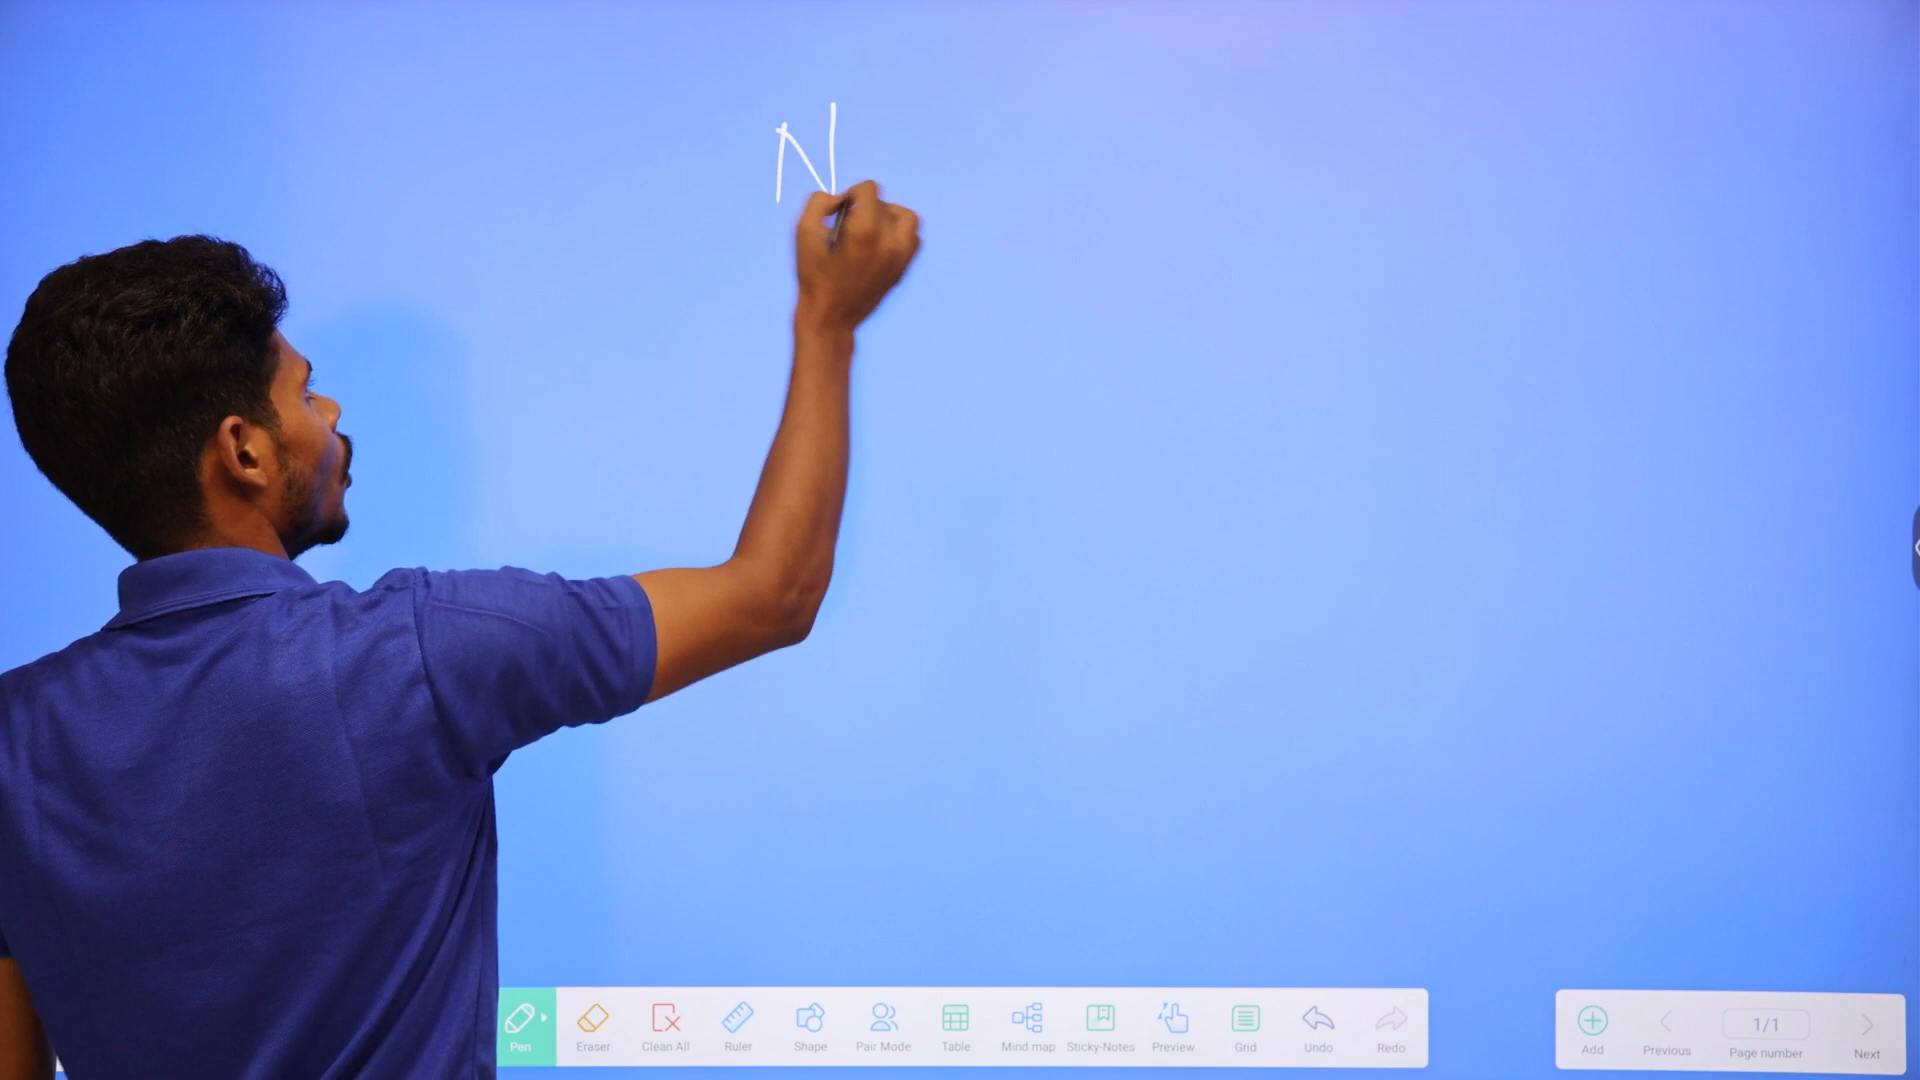 N
Pen Eraser Clean All Ruler Shape Pair Mode Table Mind map Sticky-Notes Preview Grid Undo Redo
1/1
Add Previous Page number Next